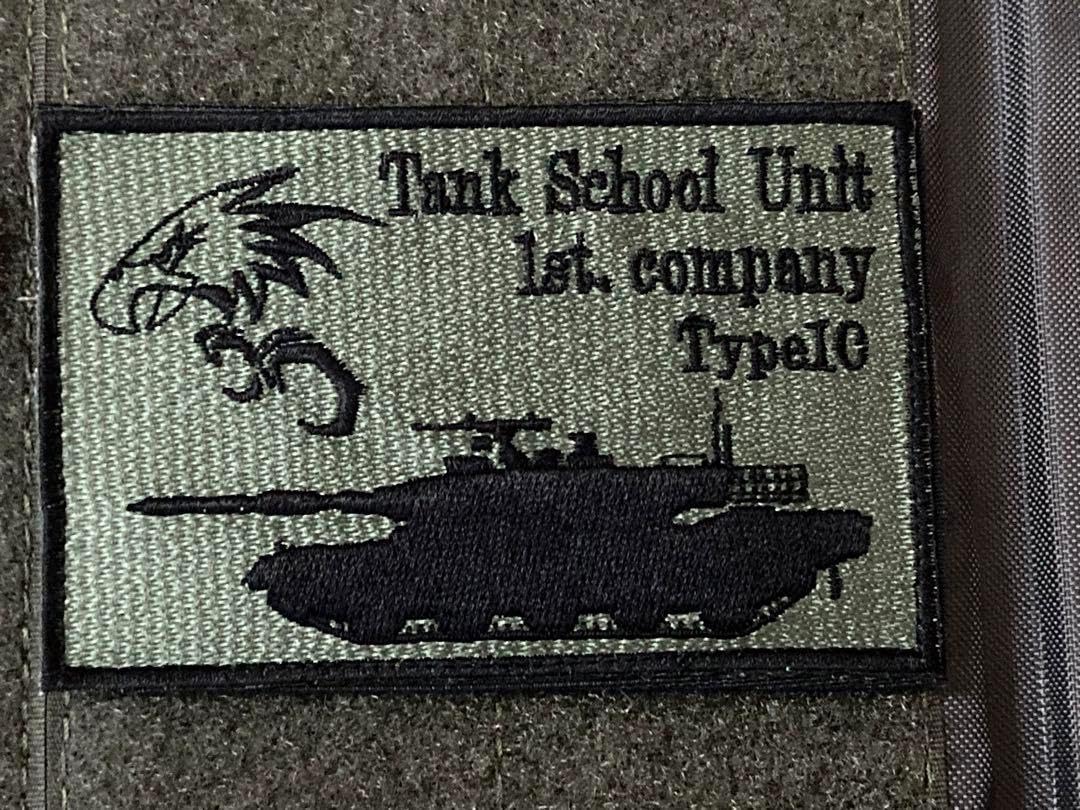 Tank School Unit
1st. company
Type10